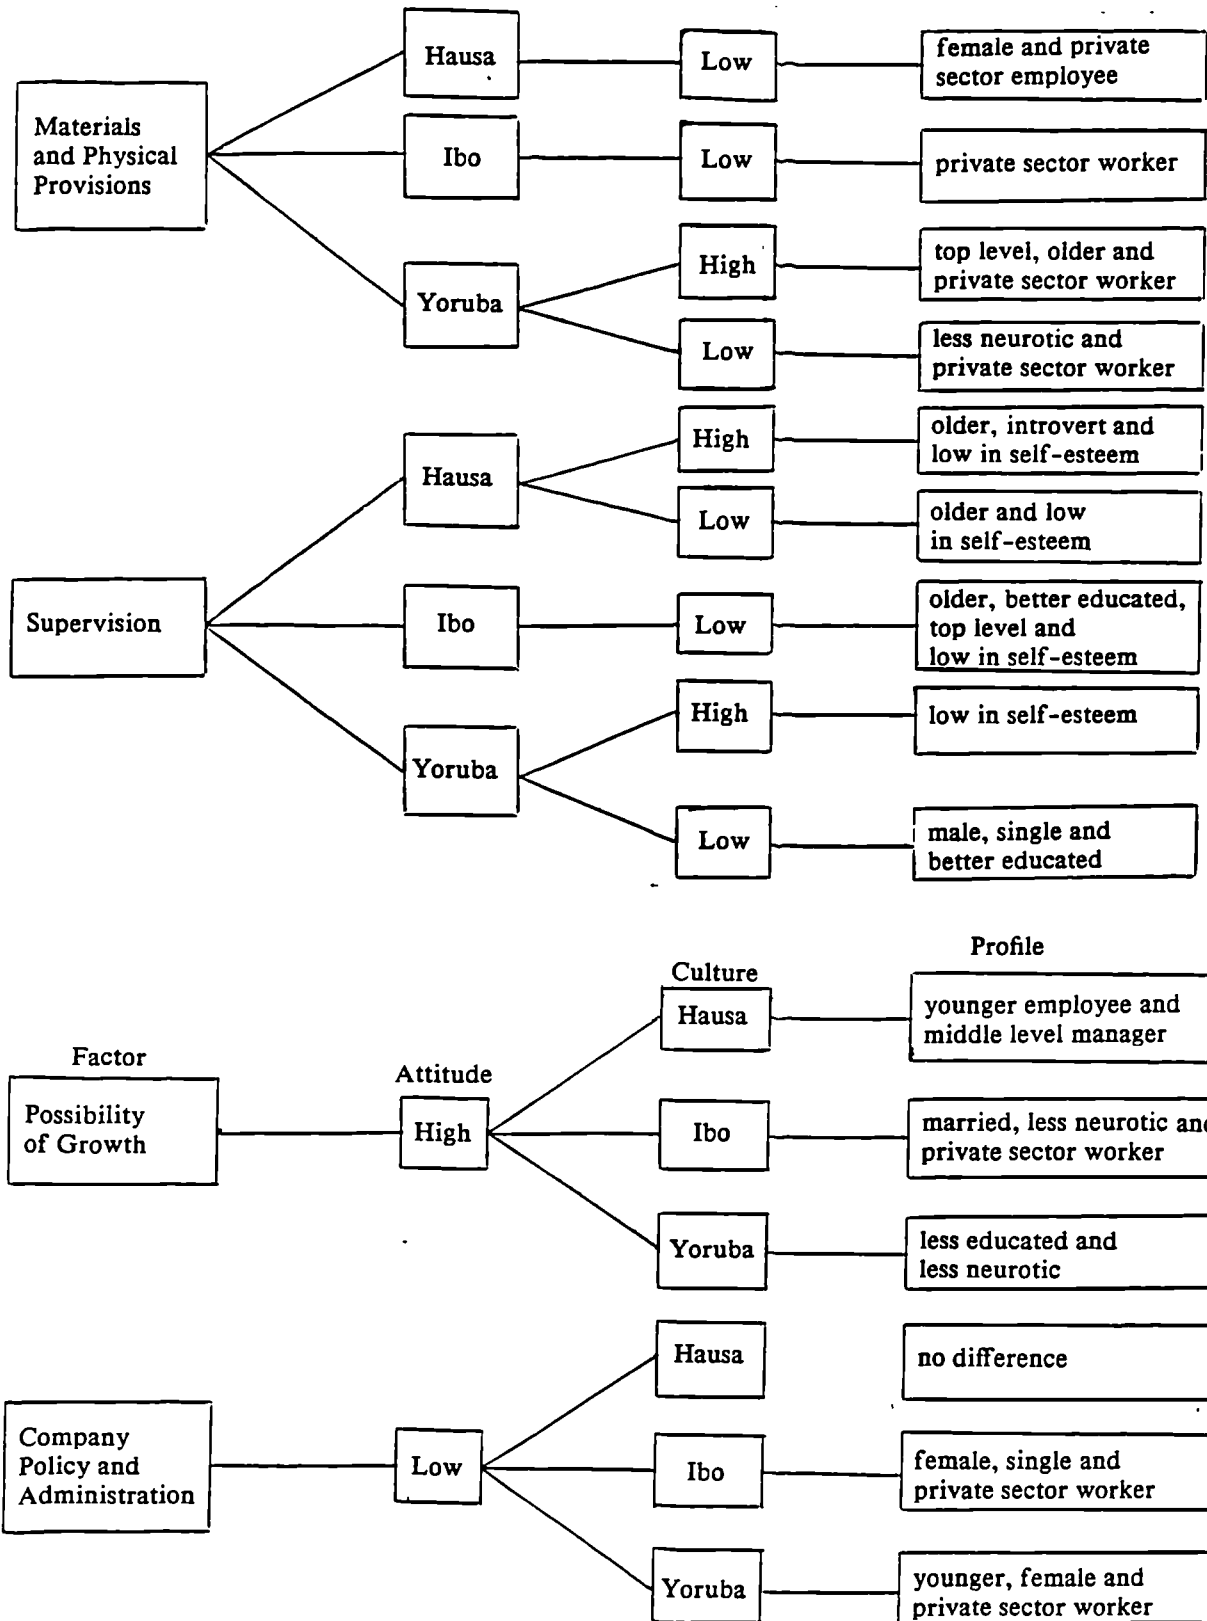 Materials
and Physical
Provisions
Hausa
Low
female and private
sector employee
Ibo
Low
private sector worker
Yoruba
High
top level, older and
private sector worker
Low
less neurotic and
private sector worker
Supervision
Hausa
High
older, introvert and
low in self-esteem
Low
older and low
in self-esteem
Ibo
Low
older, better educated,
top level and
low in self-esteem
Yoruba
High
low in self-esteem
Low
male, single and
better educated
Factor
Attitude
Culture
Profile
Possibility
of Growth
High
Hausa
younger employee and
middle level manager
Ibo
married, less neurotic and
private sector worker
Yoruba
less educated and
less neurotic
Company
Policy and
Administration
Low
Hausa
no difference
Ibo
female, single and
private sector worker
Yoruba
younger, female and
private sector worker